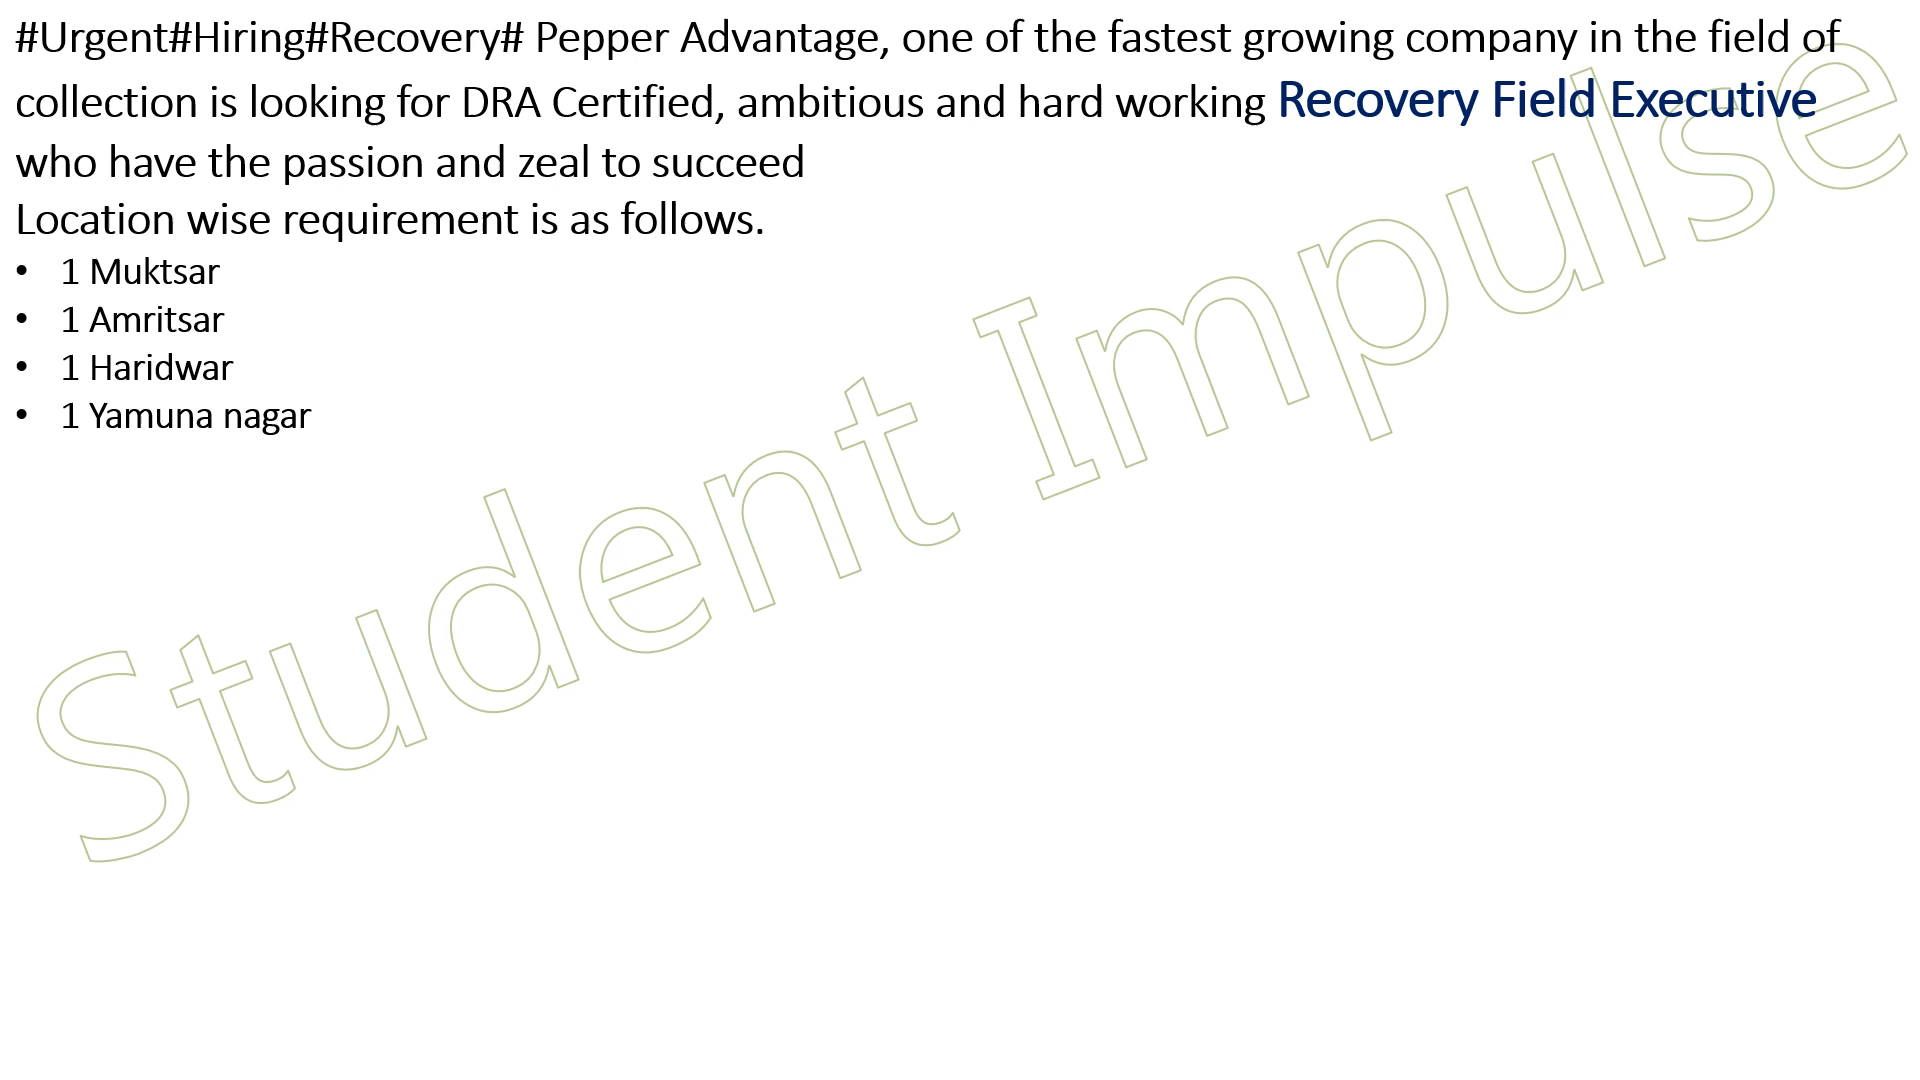 #Urgent#Hiring#Recovery# Pepper Advantage, one of the fastest growing company in the field of
collection is looking for DRA Certified, ambitious and hard working Recovery Field Executive
who have the passion and zeal to succeed
Location wise requirement is as follows.
• 1 Muktsar
• 1 Amritsar
• 1 Haridwar
• 1 Yamuna nagar
Student Impulse